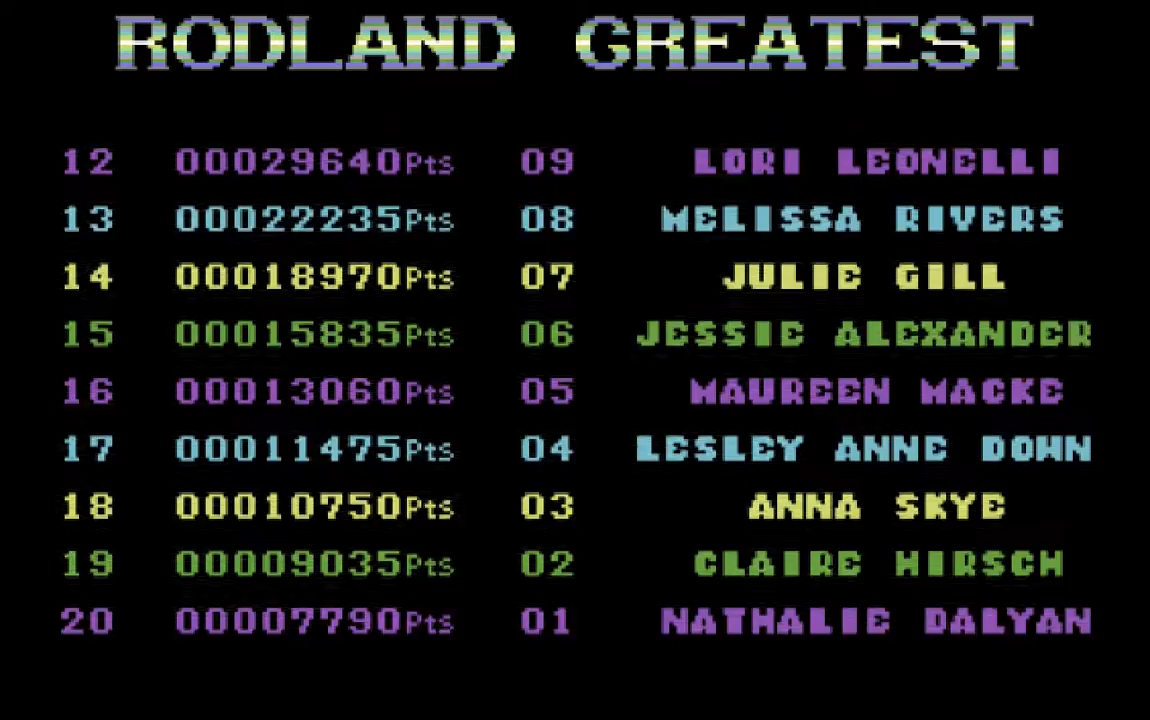 RODLAND GREATEST
12 00029640Pts 09 LORI LEONELLI
13 00022235Pts 08 MELISSA RIVERS
14 00018970Pts 07 JULIE GILL
15 00015835Pts 06 JESSIE ALEXANDER
16 00013060Pts 05 MAUREEN MACKE
17 00011475Pts 04 LESLEY ANNE DOWN
18 00010750Pts 03 ANNA SKYE
19 00009035Pts 02 CLAIRE HIRSCH
20 00007790Pts 01 NATHALIE DALYAN